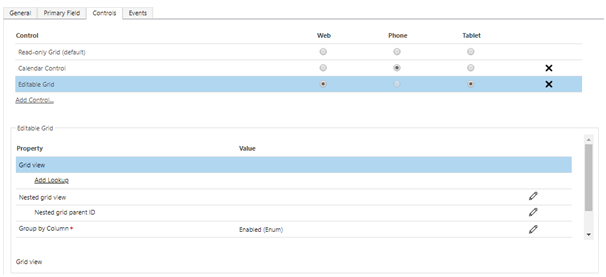 General Primary Field Controls Events
Control Web Phone Tablet
Read-only Grid (default)
Calendar Control
Editable Grid
Add Control...
Editable Grid
Property Value
Grid view
Add Lookup
Nested grid view
Nested grid parent ID
Group by Column * Enabled (Enum)
Grid view